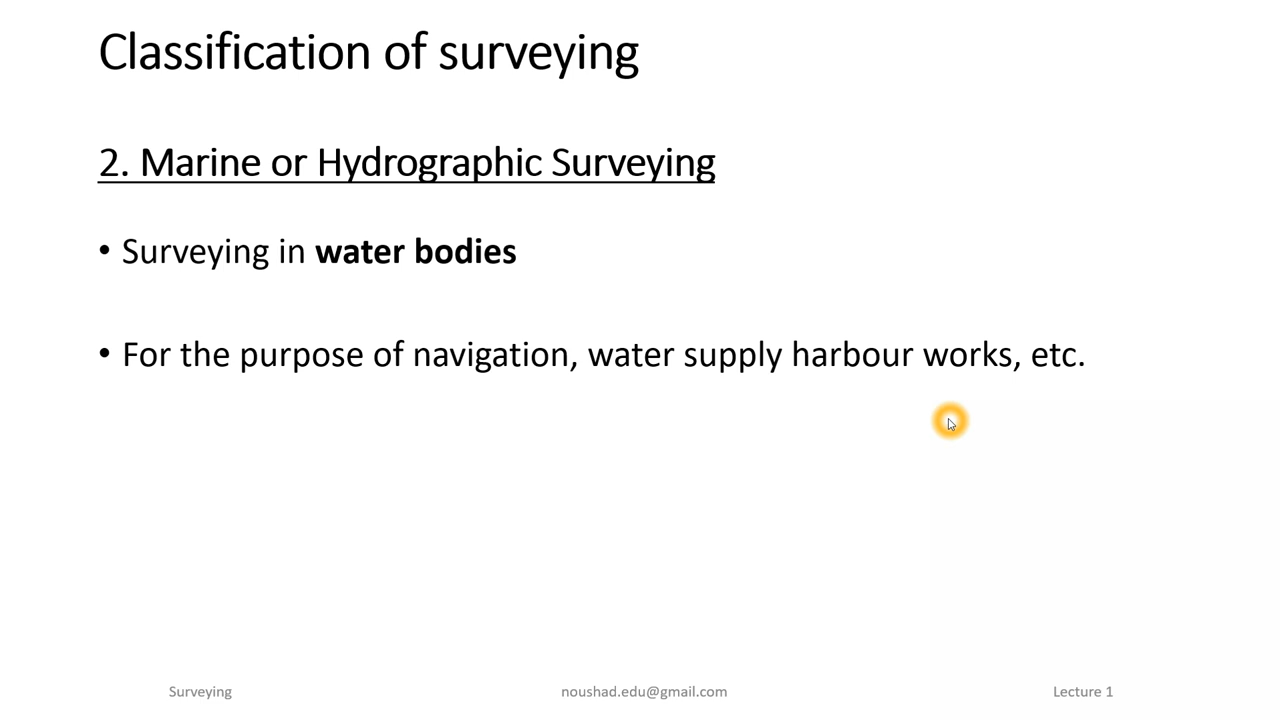 Classification of surveying
2. Marine or Hydrographic Surveying
• Surveying in water bodies
• For the purpose of navigation, water supply harbour works, etc.
Surveying noushad.edu@gmail.com Lecture 1